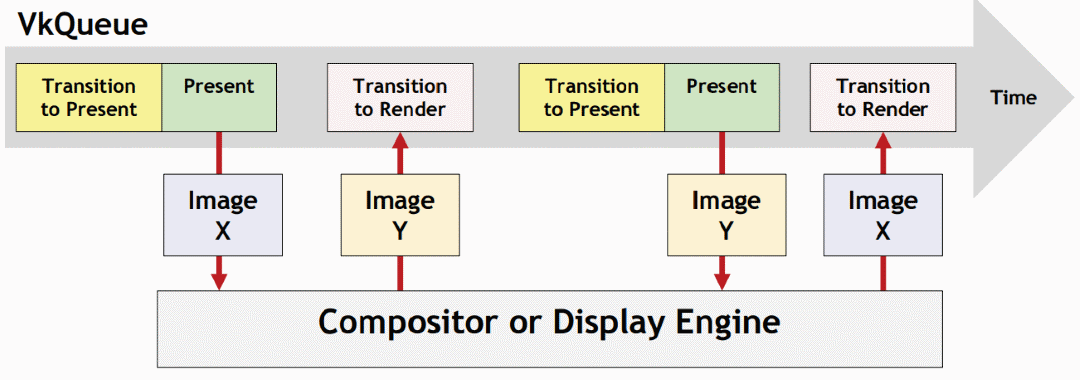 VkQueue
Transition
to Present
Present
Transition
to Render
Transition
to Present
Present
Transition
to Render
Time
Image
X
Image
Y
Image
Y
Image
X
Compositor or Display Engine